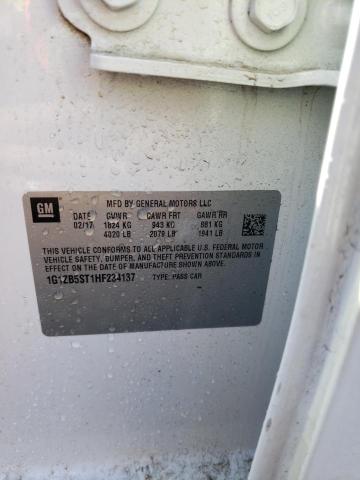 GM
MFD BY GENERAL MOTORS LLC
DATE GVWR GAWR FRT GAWR RR
02/17 1824 KG 943 KG 881 KG
4020 LB 2079 LB 1941 LB
THIS VEHICLE CONFORMS TO ALL APPLICABLE U.S. FEDERAL MOTOR
VEHICLE SAFETY, BUMPER, AND THEFT PREVENTION STANDARDS IN
EFFECT ON THE DATE OF MANUFACTURE SHOWN ABOVE.
1G1ZB5ST1HF224137 TYPE: PASS CAR